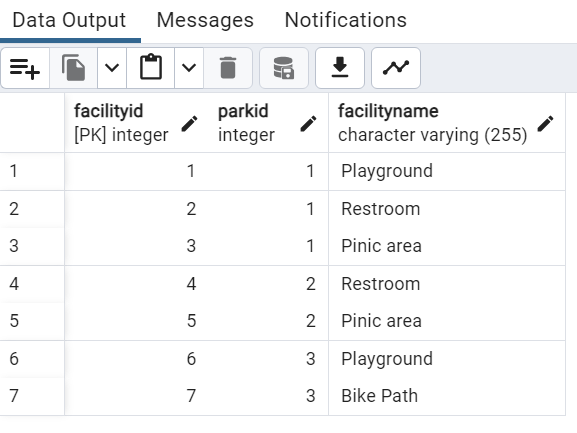 Data Output Messages Notifications
facilityid parkid facilityname
[PK] integer integer character varying (255)
1 1 1 Playground
2 2 1 Restroom
3 3 1 Pinic area
4 4 2 Restroom
5 5 2 Pinic area
6 6 3 Playground
7 7 3 Bike Path